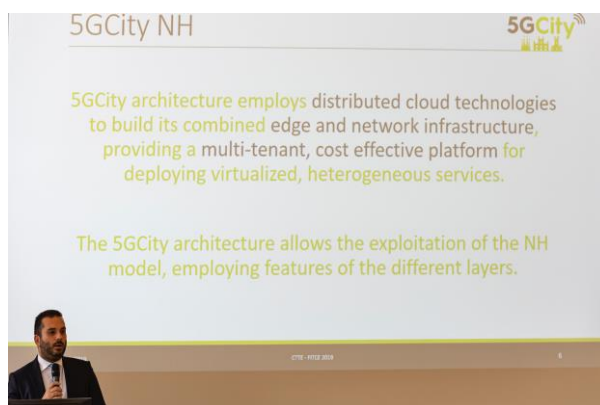 5GCity NH
5GCity
5GCity architecture employs distributed cloud technologies
to build its combined edge and network infrastructure,
providing a multi-tenant, cost effective platform for
deploying virtualized, heterogeneous services.
The 5GCity architecture allows the exploitation of the NH
model, employing features of the different layers.